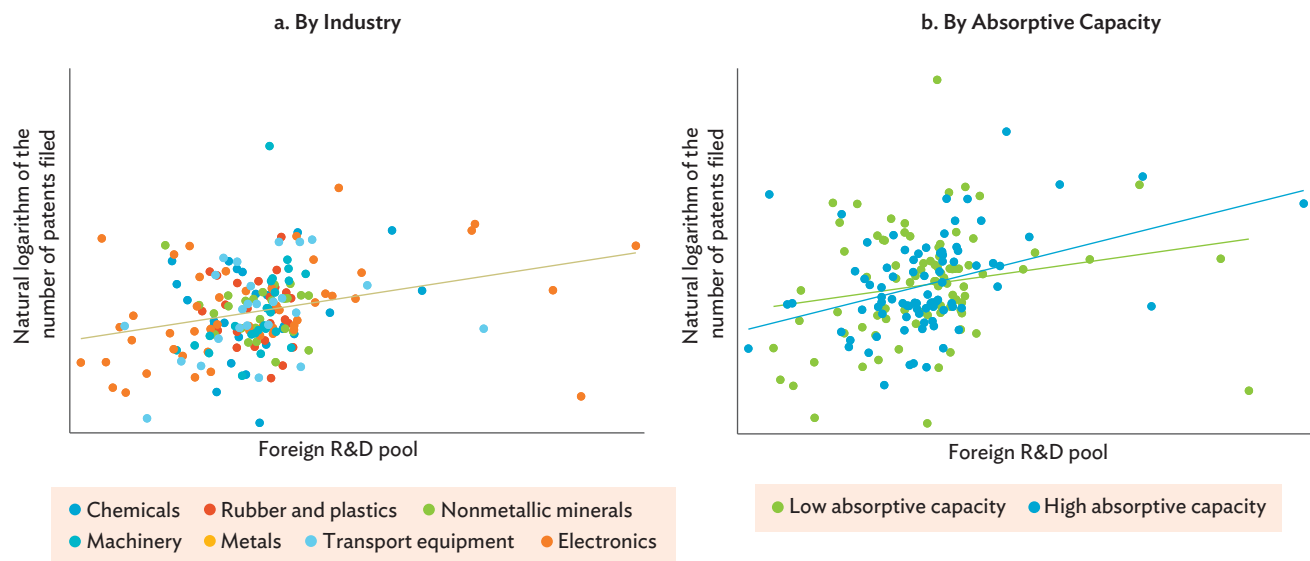 a. By Industry
Natural logarithm of the
number of patents filed
Foreign R&D pool
Chemicals Rubber and plastics Nonmetallic minerals
Machinery Metals Transport equipment Electronics
b. By Absorptive Capacity
Natural logarithm of the
number of patents filed
Foreign R&D pool
Low absorptive capacity High absorptive capacity